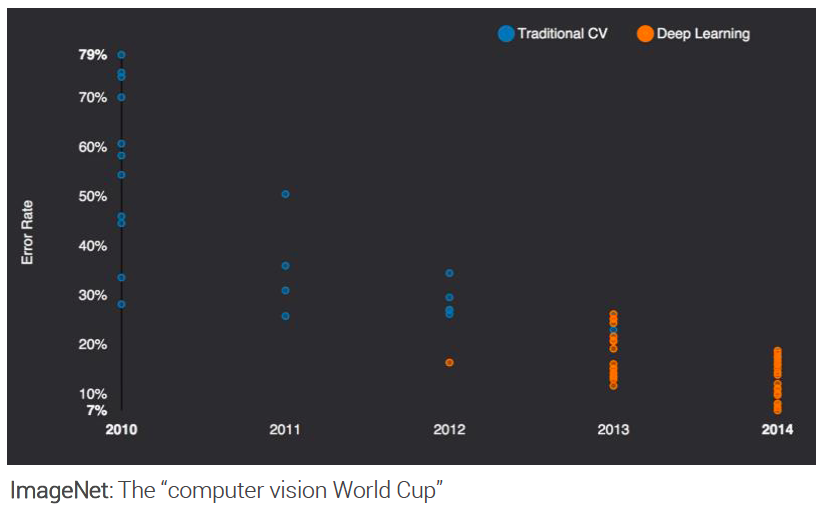 Traditional CV
Deep Learning
79%
70%
60%
50%
40%
30%
20%
10%
7%
Error Rate
2010 2011 2012 2013 2014
ImageNet: The “computer vision World Cup”